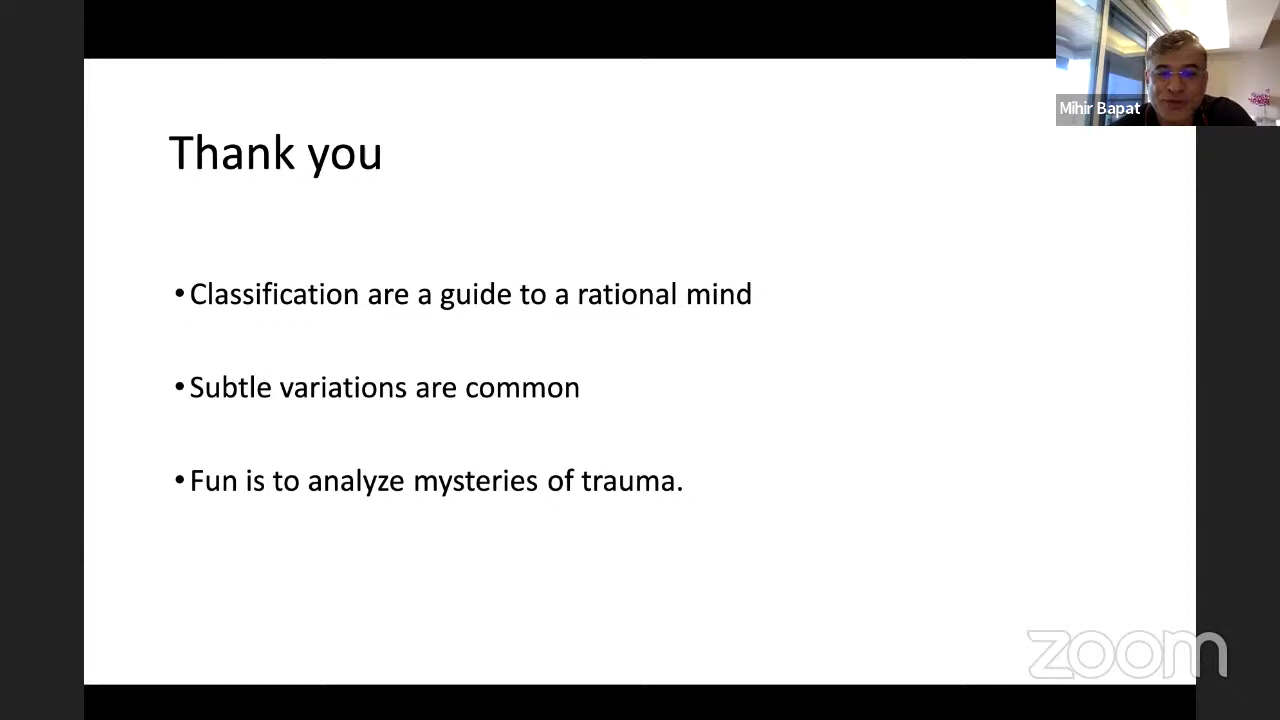 Mihir Bapat
Thank you
• Classification are a guide to a rational mind
• Subtle variations are common
• Fun is to analyze mysteries of trauma.
zoom